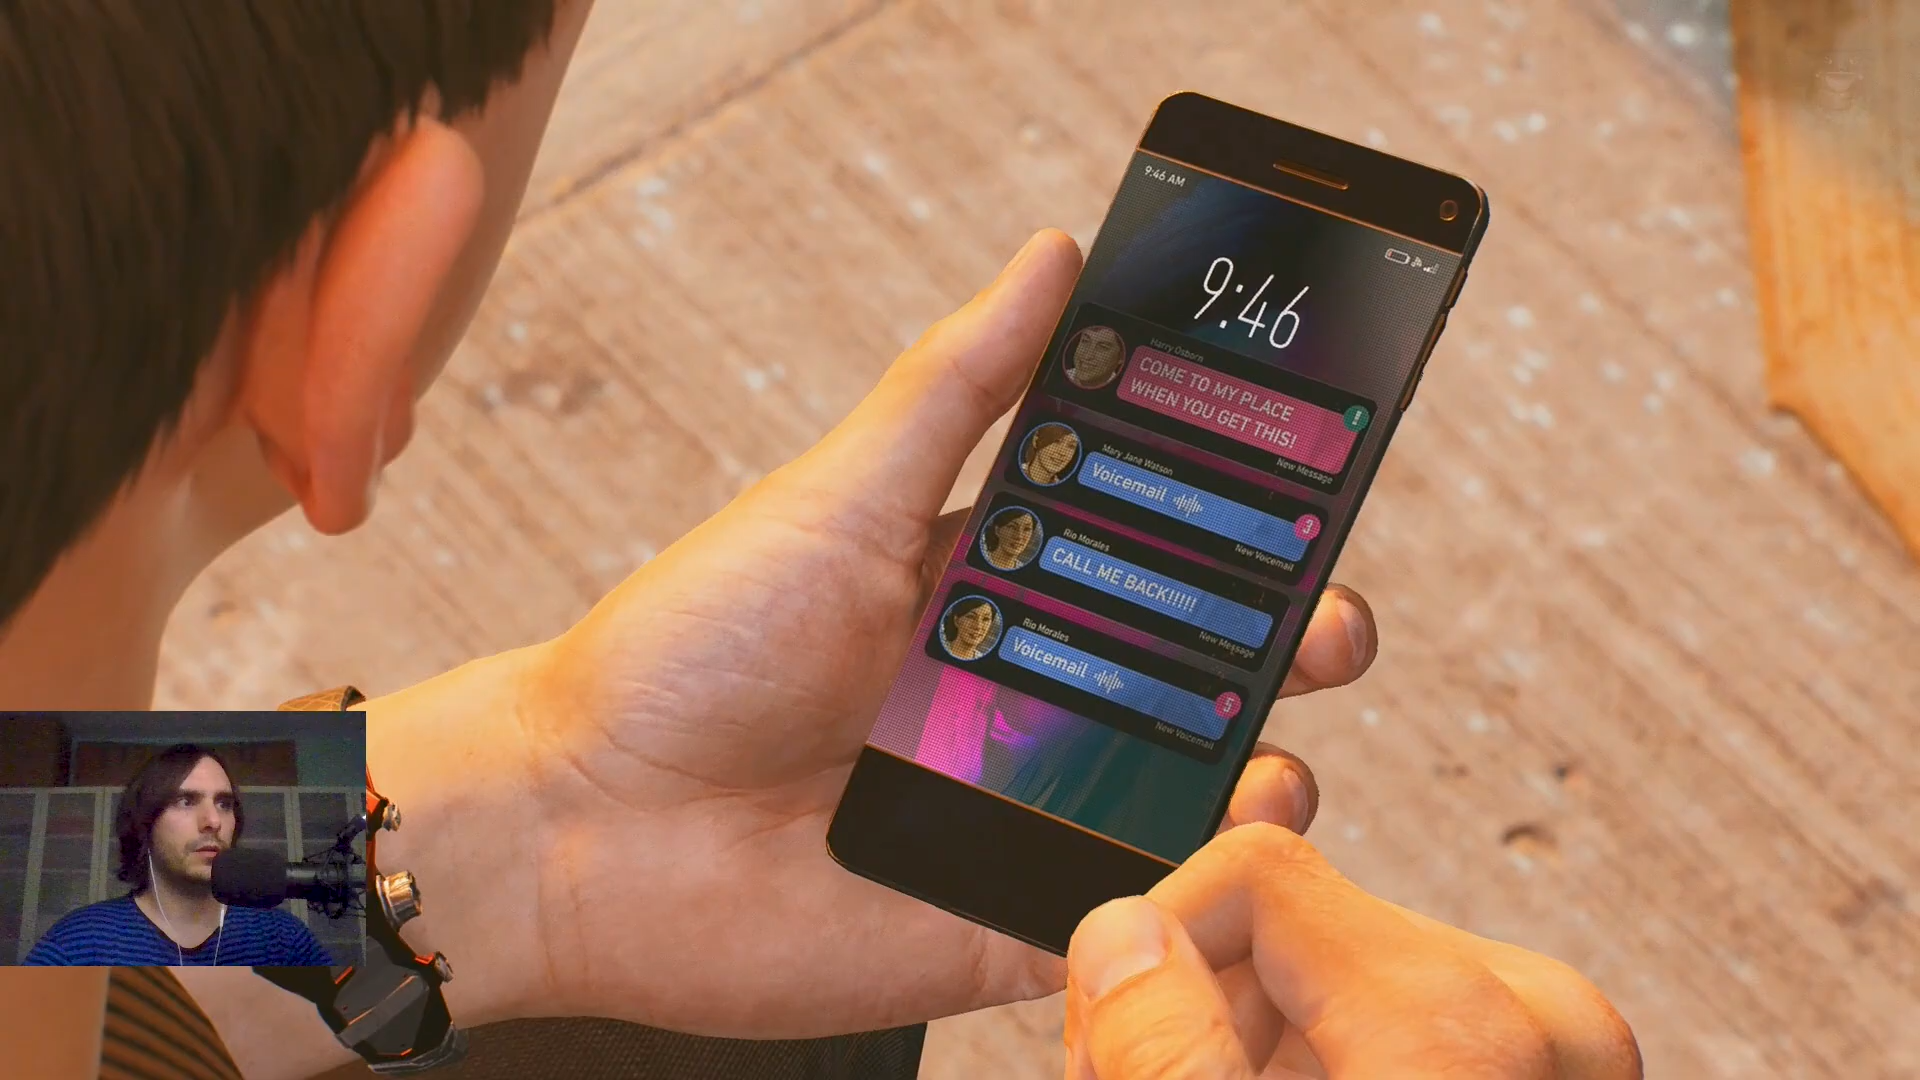 9:46 AM
9:46
Harry Osborn
COME TO MY PLACE
WHEN YOU GET THIS!
!
New Message
Mary Jane Watson
Voicemail
3
New Voicemail
Rio Morales
CALL ME BACK!!!!!
New Message
Rio Morales
Voicemail
5
New Voicemail